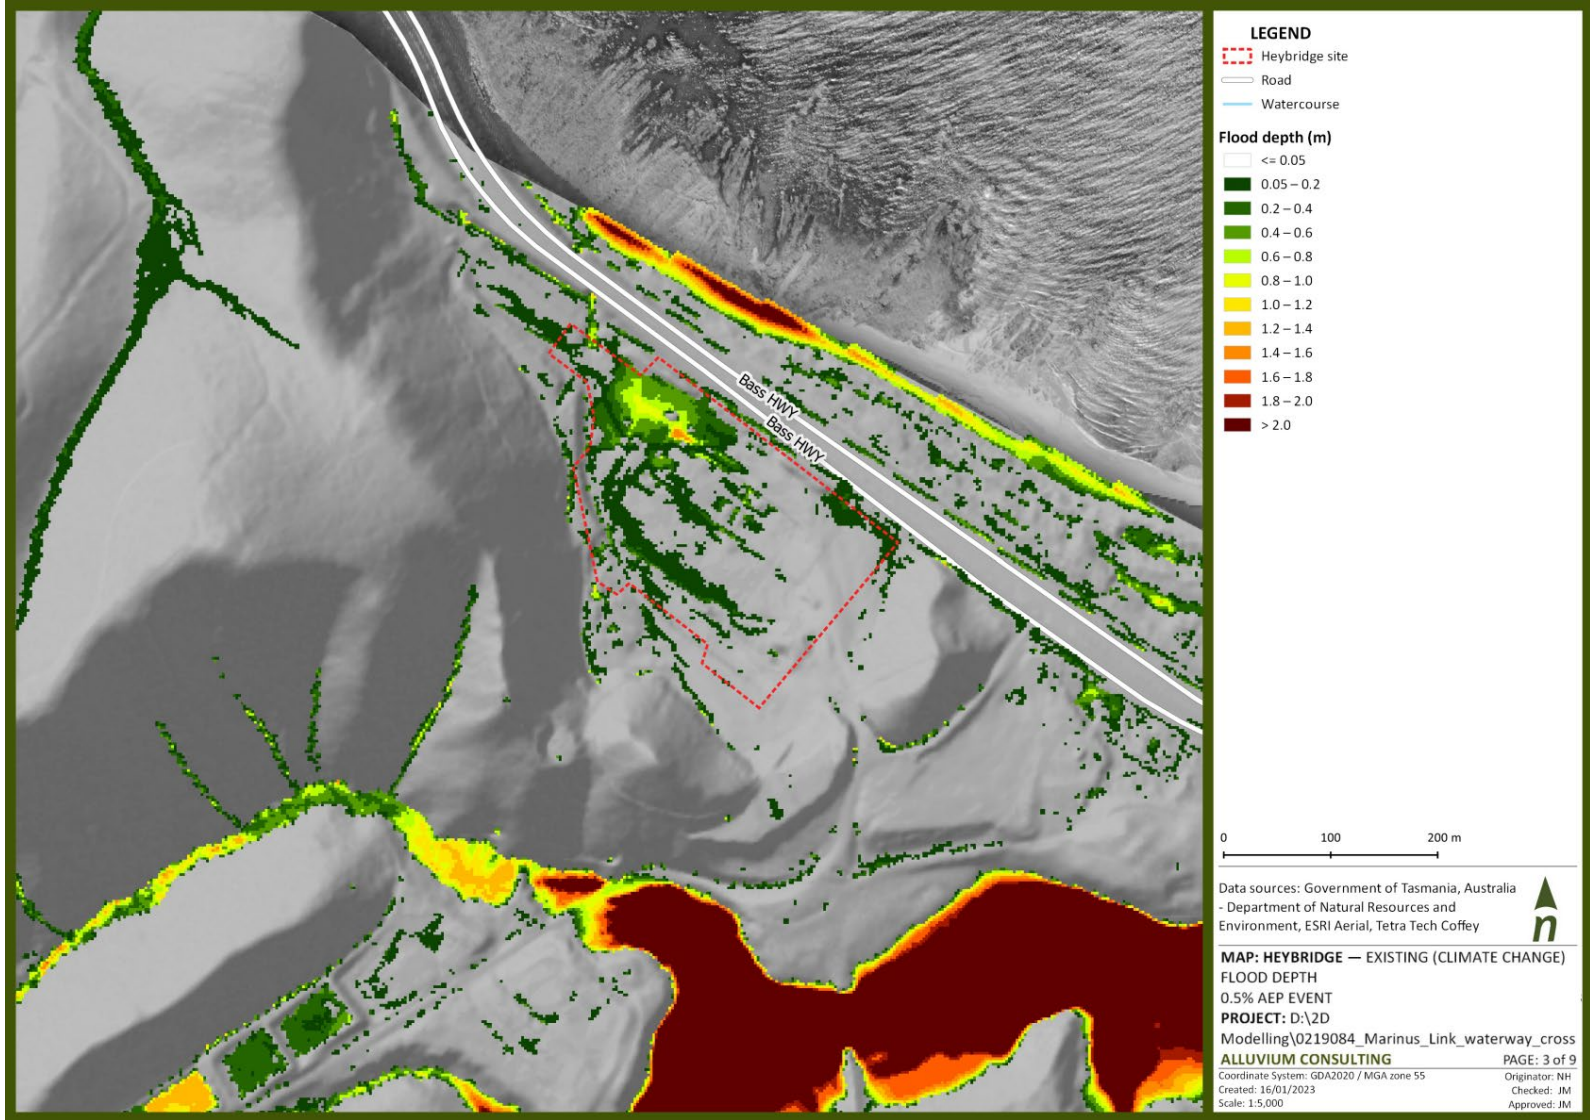 Bass HWY
Bass HWY
LEGEND
Heybridge site
Road
Watercourse
Flood depth (m)
<= 0.05
0.05 – 0.2
0.2 – 0.4
0.4 – 0.6
0.6 – 0.8
0.8 – 1.0
1.0 – 1.2
1.2 – 1.4
1.4 – 1.6
1.6 – 1.8
1.8 – 2.0
> 2.0
0 100 200 m
Data sources: Government of Tasmania, Australia
- Department of Natural Resources and
Environment, ESRI Aerial, Tetra Tech Coffey
n
MAP: HEYBRIDGE — EXISTING (CLIMATE CHANGE)
FLOOD DEPTH
0.5% AEP EVENT
PROJECT: D:\2D
Modelling\0219084_Marinus_Link_waterway_cross
ALLUVIUM CONSULTING PAGE: 3 of 9
Coordinate System: GDA2020 / MGA zone 55 Originator: NH
Created: 16/01/2023 Checked: JM
Scale: 1:5,000 Approved: JM